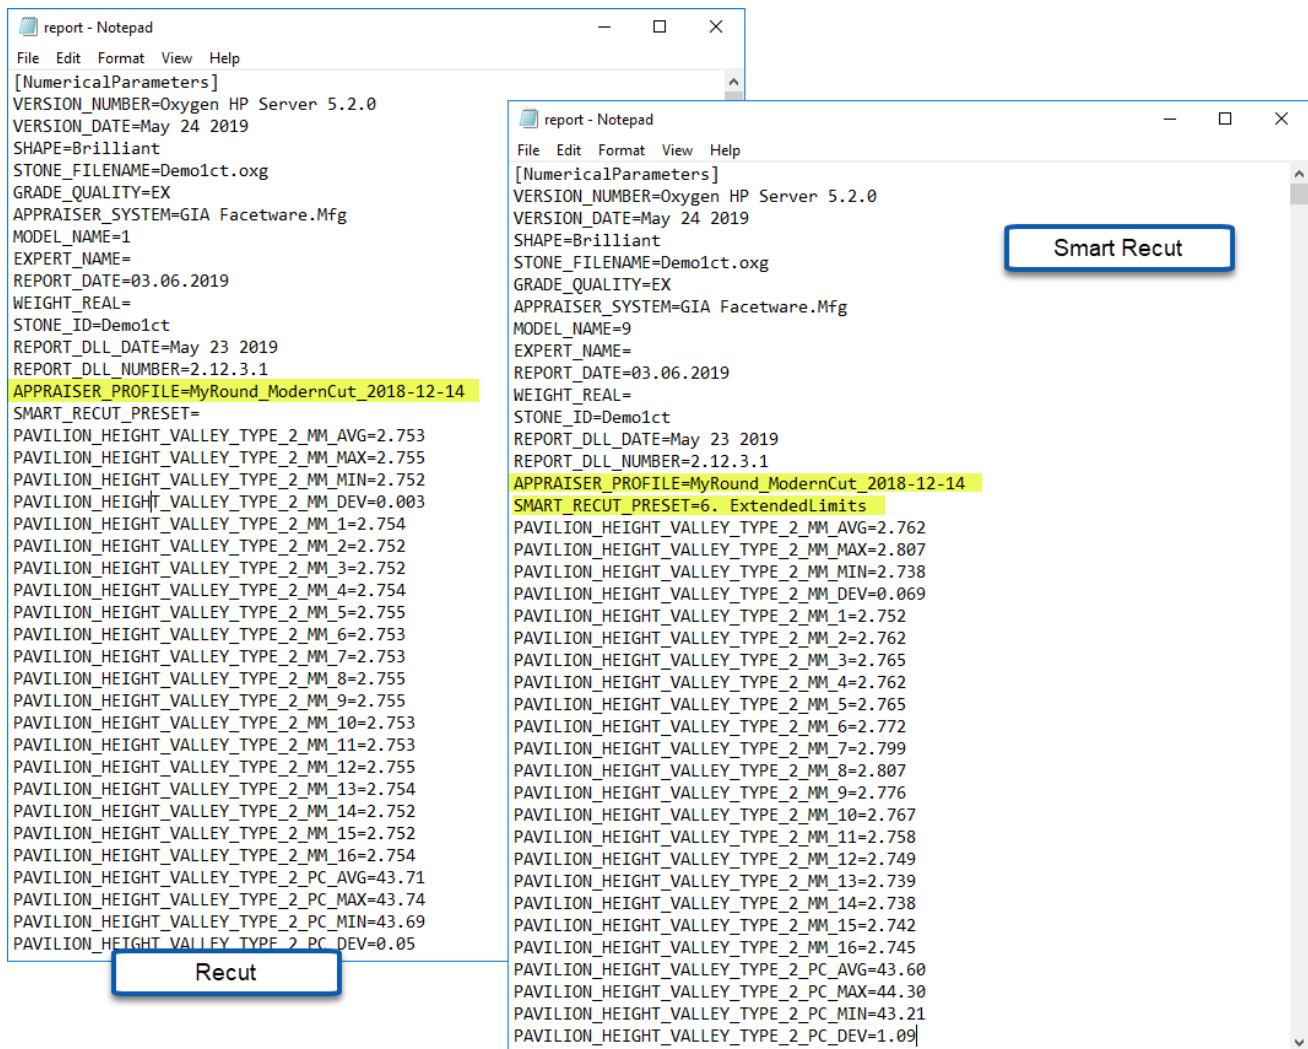 report - Notepad
File Edit Format View Help
[NumericalParameters]
VERSION_NUMBER=Oxygen HP Server 5.2.0
VERSION_DATE=May 24 2019
SHAPE=Brilliant
STONE_FILENAME=Demo1ct.oxg
GRADE_QUALITY=EX
APPRAISER_SYSTEM=GIA Facetware.Mfg
MODEL_NAME=1
EXPERT_NAME=
REPORT_DATE=03.06.2019
WEIGHT_REAL=
STONE_ID=Demo1ct
REPORT_DLL_DATE=May 23 2019
REPORT_DLL_NUMBER=2.12.3.1
APPRAISER_PROFILE=MyRound_ModernCut_2018-12-14
SMART_RECUT_PRESET=
PAVILION_HEIGHT_VALLEY_TYPE_2_MM_AVG=2.753
PAVILION_HEIGHT_VALLEY_TYPE_2_MM_MAX=2.755
PAVILION_HEIGHT_VALLEY_TYPE_2_MM_MIN=2.752
PAVILION_HEIGHT_VALLEY_TYPE_2_MM_DEV=0.003
PAVILION_HEIGHT_VALLEY_TYPE_2_MM_1=2.754
PAVILION_HEIGHT_VALLEY_TYPE_2_MM_2=2.752
PAVILION_HEIGHT_VALLEY_TYPE_2_MM_3=2.752
PAVILION_HEIGHT_VALLEY_TYPE_2_MM_4=2.754
PAVILION_HEIGHT_VALLEY_TYPE_2_MM_5=2.755
PAVILION_HEIGHT_VALLEY_TYPE_2_MM_6=2.753
PAVILION_HEIGHT_VALLEY_TYPE_2_MM_7=2.753
PAVILION_HEIGHT_VALLEY_TYPE_2_MM_8=2.755
PAVILION_HEIGHT_VALLEY_TYPE_2_MM_9=2.755
PAVILION_HEIGHT_VALLEY_TYPE_2_MM_10=2.753
PAVILION_HEIGHT_VALLEY_TYPE_2_MM_11=2.753
PAVILION_HEIGHT_VALLEY_TYPE_2_MM_12=2.755
PAVILION_HEIGHT_VALLEY_TYPE_2_MM_13=2.754
PAVILION_HEIGHT_VALLEY_TYPE_2_MM_14=2.752
PAVILION_HEIGHT_VALLEY_TYPE_2_MM_15=2.752
PAVILION_HEIGHT_VALLEY_TYPE_2_MM_16=2.754
PAVILION_HEIGHT_VALLEY_TYPE_2_PC_AVG=43.71
PAVILION_HEIGHT_VALLEY_TYPE_2_PC_MAX=43.74
PAVILION_HEIGHT_VALLEY_TYPE_2_PC_MIN=43.69
PAVILION_HEIGHT_VALLEY_TYPE_2_PC_DEV=0.05
Recut
report - Notepad
File Edit Format View Help
[NumericalParameters]
VERSION_NUMBER=Oxygen HP Server 5.2.0
VERSION_DATE=May 24 2019
SHAPE=Brilliant
Smart Recut
STONE_FILENAME=Demo1ct.oxg
GRADE_QUALITY=EX
APPRAISER_SYSTEM=GIA Facetware.Mfg
MODEL_NAME=9
EXPERT_NAME=
REPORT_DATE=03.06.2019
WEIGHT_REAL=
STONE_ID=Demo1ct
REPORT_DLL_DATE=May 23 2019
REPORT_DLL_NUMBER=2.12.3.1
APPRAISER_PROFILE=MyRound_ModernCut_2018-12-14
SMART_RECUT_PRESET=6. ExtendedLimits
PAVILION_HEIGHT_VALLEY_TYPE_2_MM_AVG=2.762
PAVILION_HEIGHT_VALLEY_TYPE_2_MM_MAX=2.807
PAVILION_HEIGHT_VALLEY_TYPE_2_MM_MIN=2.738
PAVILION_HEIGHT_VALLEY_TYPE_2_MM_DEV=0.069
PAVILION_HEIGHT_VALLEY_TYPE_2_MM_1=2.752
PAVILION_HEIGHT_VALLEY_TYPE_2_MM_2=2.762
PAVILION_HEIGHT_VALLEY_TYPE_2_MM_3=2.765
PAVILION_HEIGHT_VALLEY_TYPE_2_MM_4=2.762
PAVILION_HEIGHT_VALLEY_TYPE_2_MM_5=2.765
PAVILION_HEIGHT_VALLEY_TYPE_2_MM_6=2.772
PAVILION_HEIGHT_VALLEY_TYPE_2_MM_7=2.799
PAVILION_HEIGHT_VALLEY_TYPE_2_MM_8=2.807
PAVILION_HEIGHT_VALLEY_TYPE_2_MM_9=2.776
PAVILION_HEIGHT_VALLEY_TYPE_2_MM_10=2.767
PAVILION_HEIGHT_VALLEY_TYPE_2_MM_11=2.758
PAVILION_HEIGHT_VALLEY_TYPE_2_MM_12=2.749
PAVILION_HEIGHT_VALLEY_TYPE_2_MM_13=2.739
PAVILION_HEIGHT_VALLEY_TYPE_2_MM_14=2.738
PAVILION_HEIGHT_VALLEY_TYPE_2_MM_15=2.742
PAVILION_HEIGHT_VALLEY_TYPE_2_MM_16=2.745
PAVILION_HEIGHT_VALLEY_TYPE_2_PC_AVG=43.60
PAVILION_HEIGHT_VALLEY_TYPE_2_PC_MAX=44.30
PAVILION_HEIGHT_VALLEY_TYPE_2_PC_MIN=43.21
PAVILION_HEIGHT_VALLEY_TYPE_2_PC_DEV=1.09